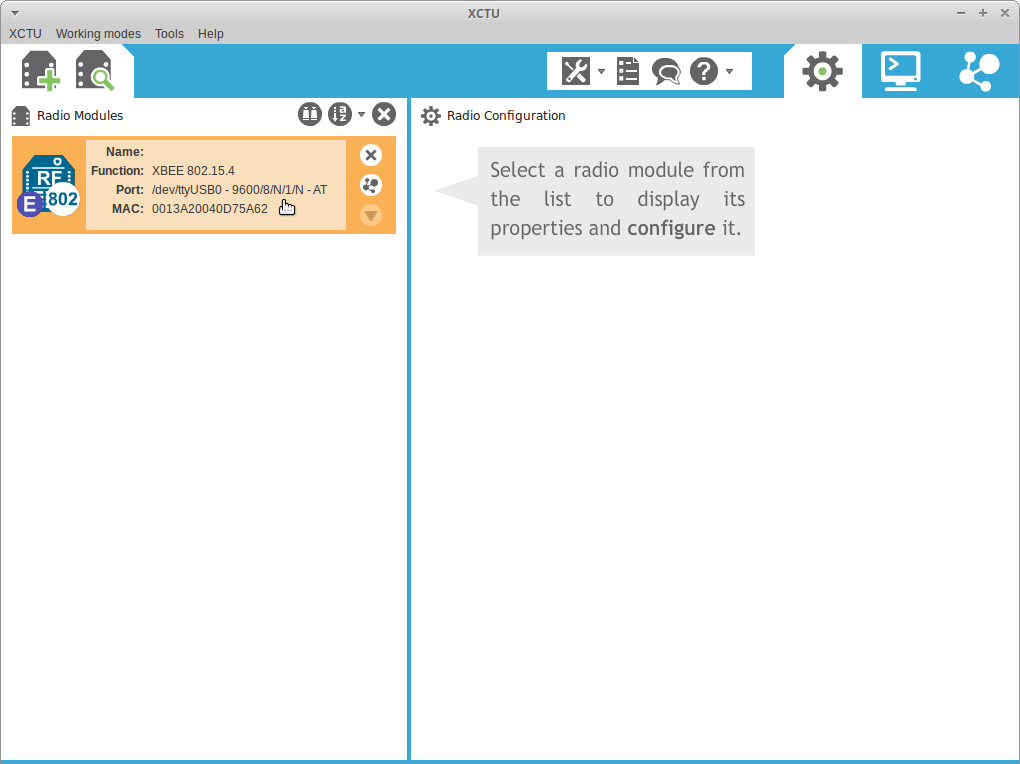 XCTU
XCTU Working modes Tools Help
Radio Modules
Radio Configuration
RF
E
802
Name:
Function: XBEE 802.15.4
Port: /dev/ttyUSB0 - 9600/8/N/1/N - AT
MAC: 0013A20040D75A62
Select a radio module from
the list to display its
properties and configure it.